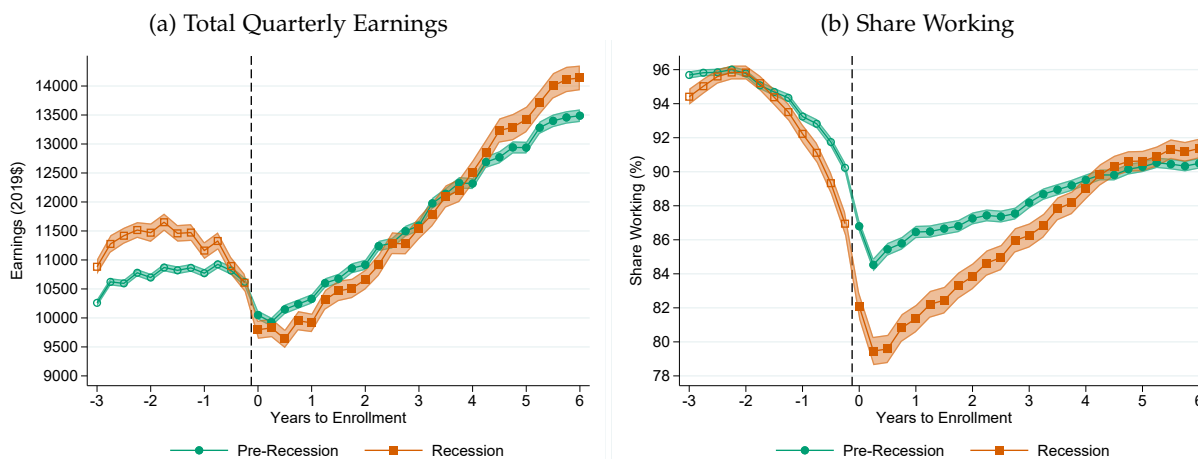 (a) Total Quarterly Earnings
14000
13500
13000
12500
12000
11500
11000
10500
10000
9500
9000
Earnings (2019$)
-3 -2 -1 0 1 2 3 4 5 6
Years to Enrollment
Pre-Recession Recession
(b) Share Working
96
94
92
90
88
86
84
82
80
78
Share Working (%)
-3 -2 -1 0 1 2 3 4 5 6
Years to Enrollment
Pre-Recession Recession